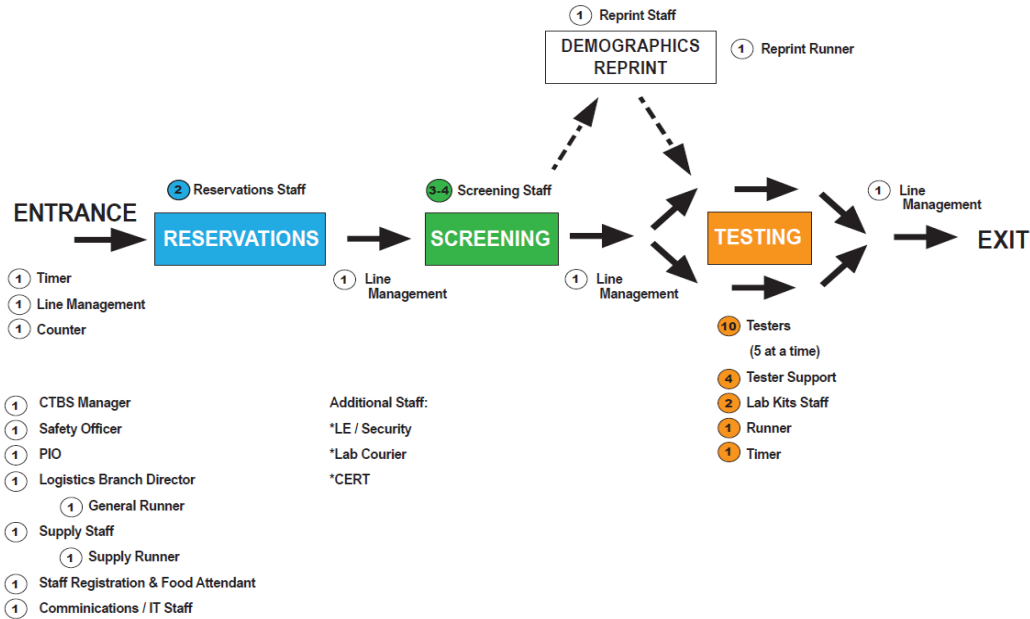 1 Reprint Staff
DEMOGRAPHICS
REPRINT
1 Reprint Runner
2 Reservations Staff
3-4 Screening Staff
1 Line
Management
ENTRANCE
RESERVATIONS
SCREENING
TESTING
EXIT
1 Timer
1 Line Management
1 Counter
1 Line
Management
1 Line
Management
10 Testers
(5 at a time)
4 Tester Support
2 Lab Kits Staff
1 Runner
1 Timer
1 CTBS Manager
1 Safety Officer
1 PIO
1 Logistics Branch Director
1 General Runner
1 Supply Staff
1 Supply Runner
1 Staff Registration & Food Attendant
1 Comminications / IT Staff
Additional Staff:
*LE / Security
*Lab Courier
*CERT